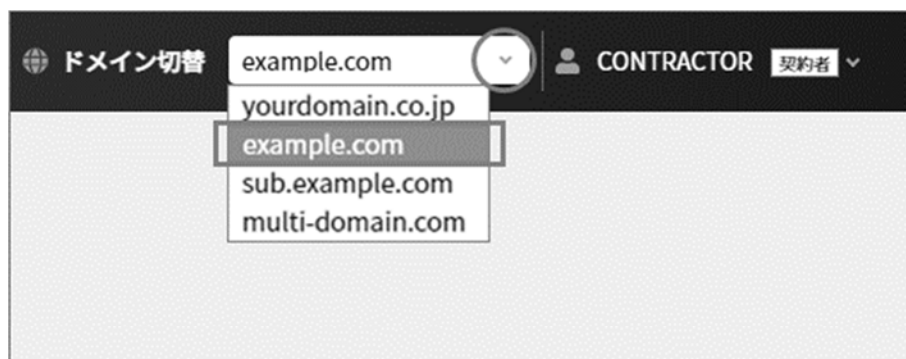 ドメイン切替 example.com CONTRACTOR 契約者
yourdomain.co.jp
example.com
sub.example.com
multi-domain.com